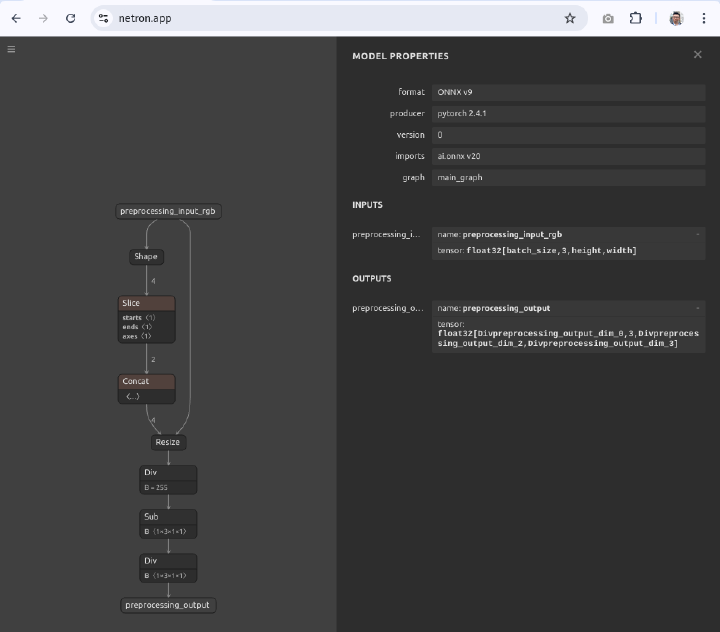 netron.app
preprocessing_input_rgb
Shape
4
Slice
starts ⟨1⟩
ends ⟨1⟩
axes ⟨1⟩
2
Concat
⟨...⟩
4
Resize
Div
B = 255
Sub
B ⟨1×3×1×1⟩
Div
B ⟨1×3×1×1⟩
preprocessing_output
MODEL PROPERTIES
format ONNX v9
producer pytorch 2.4.1
version 0
imports ai.onnx v20
graph main_graph
INPUTS
preprocessing_i... name: preprocessing_input_rgb
tensor: float32[batch_size,3,height,width]
OUTPUTS
preprocessing_o... name: preprocessing_output
tensor:
float32[Divpreprocessing_output_dim_0,3,Divpreproces
sing_output_dim_2,Divpreprocessing_output_dim_3]